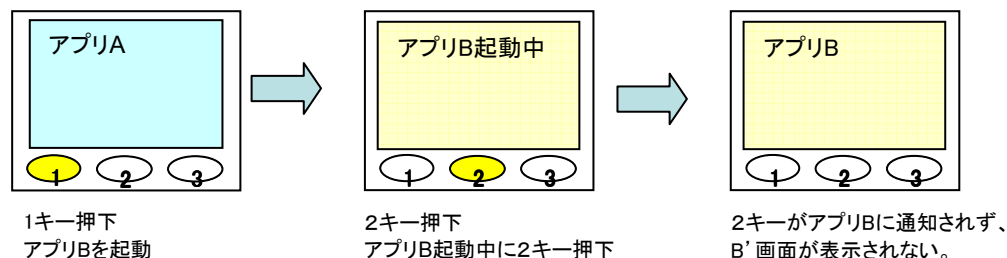 アプリA
1 2 3
1キー押下
アプリBを起動
アプリB起動中
1 2 3
2キー押下
アプリB起動中に2キー押下
アプリB
1 2 3
2キーがアプリBに通知されず、
B’画面が表示されない。